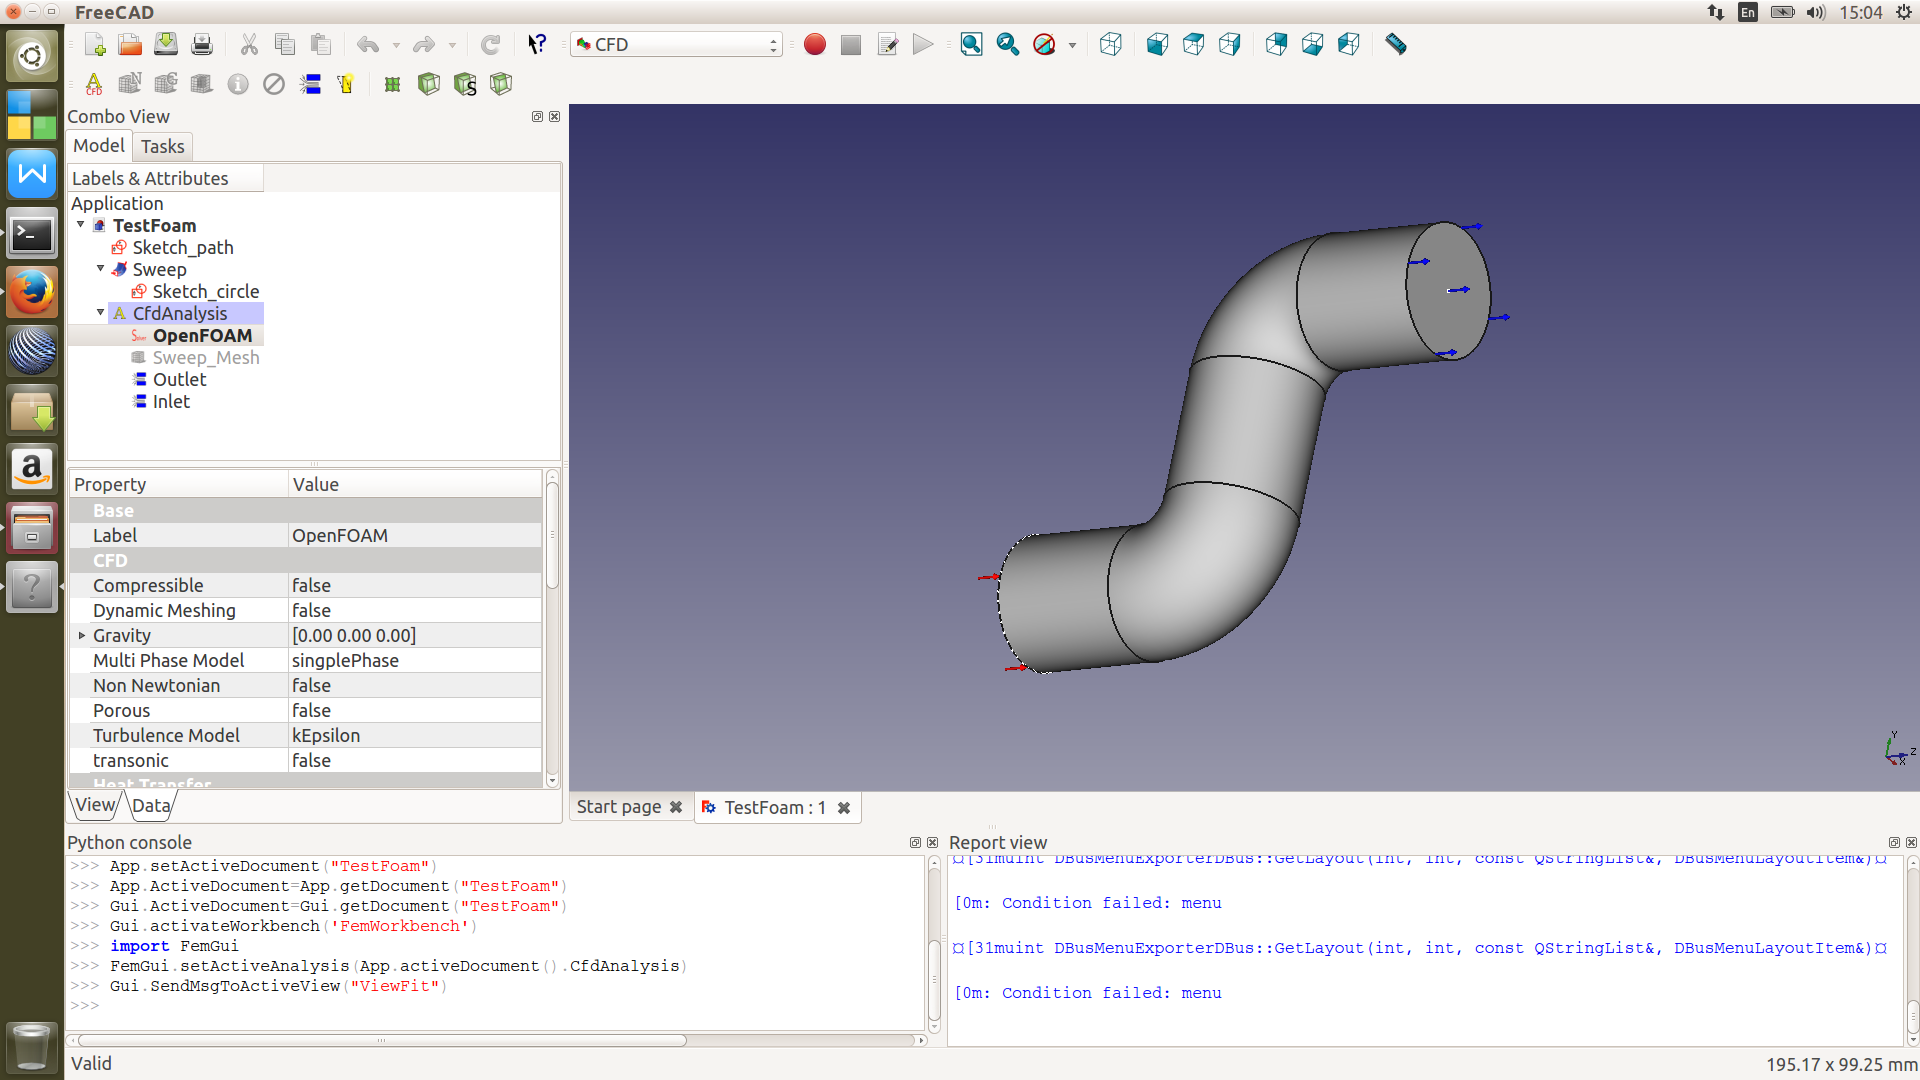 FreeCAD
En
15:04
CFD
A
CFD
N
G
S
Combo View
Model
Tasks
Labels & Attributes
Application
TestFoam
Sketch_path
Sweep
Sketch_circle
CfdAnalysis
OpenFOAM
Sweep_Mesh
Outlet
Inlet
Property Value
Base
Label OpenFOAM
CFD
Compressible false
Dynamic Meshing false
Gravity [0.00 0.00 0.00]
Multi Phase Model singplePhase
Non Newtonian false
Porous false
Turbulence Model kEpsilon
transonic false
Heat Transfer
View
Data
Y
Z
X
Start page
TestFoam : 1
Python console
>>> App.setActiveDocument("TestFoam")
>>> App.ActiveDocument=App.getDocument("TestFoam")
>>> Gui.ActiveDocument=Gui.getDocument("TestFoam")
>>> Gui.activateWorkbench('FemWorkbench')
>>> import FemGui
>>> FemGui.setActiveAnalysis(App.activeDocument().CfdAnalysis)
>>> Gui.SendMsgToActiveView("ViewFit")
>>>
Report view
¤[31muint DBusMenuExporterDBus::GetLayout(int, int, const QStringList&, DBusMenuLayoutItem&)¤
[0m: Condition failed: menu
¤[31muint DBusMenuExporterDBus::GetLayout(int, int, const QStringList&, DBusMenuLayoutItem&)¤
[0m: Condition failed: menu
Valid
195.17 x 99.25 mm